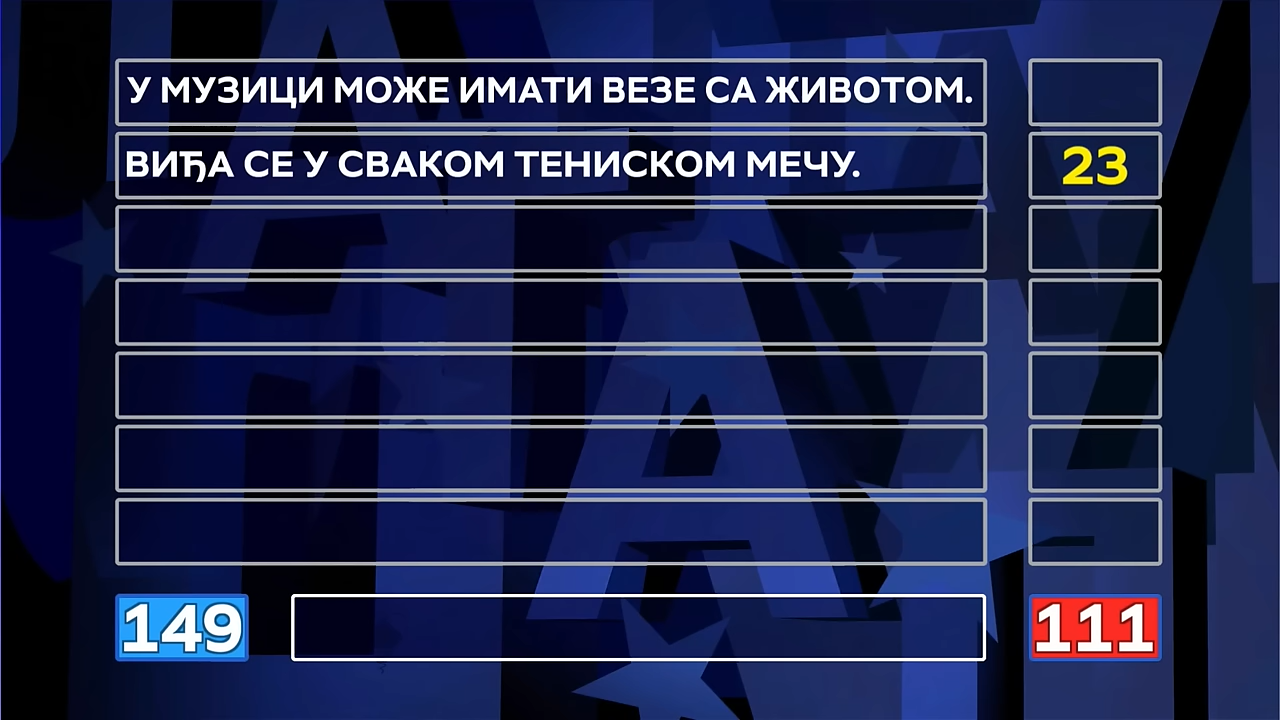 У МУЗИЦИ МОЖЕ ИМАТИ ВЕЗЕ СА ЖИВОТОМ.
ВИЂА СЕ У СВАКОМ ТЕНИСКОМ МЕЧУ. 23
149 111